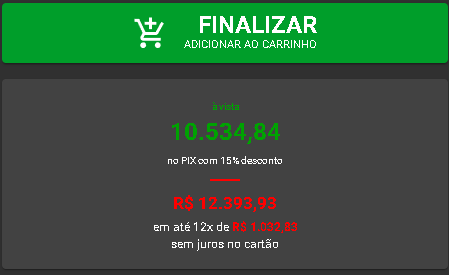 FINALIZAR
ADICIONAR AO CARRINHO
à vista
10.534,84
no PIX com 15% desconto
R$ 12.393,93
em até 12x de R$ 1.032,83
sem juros no cartão